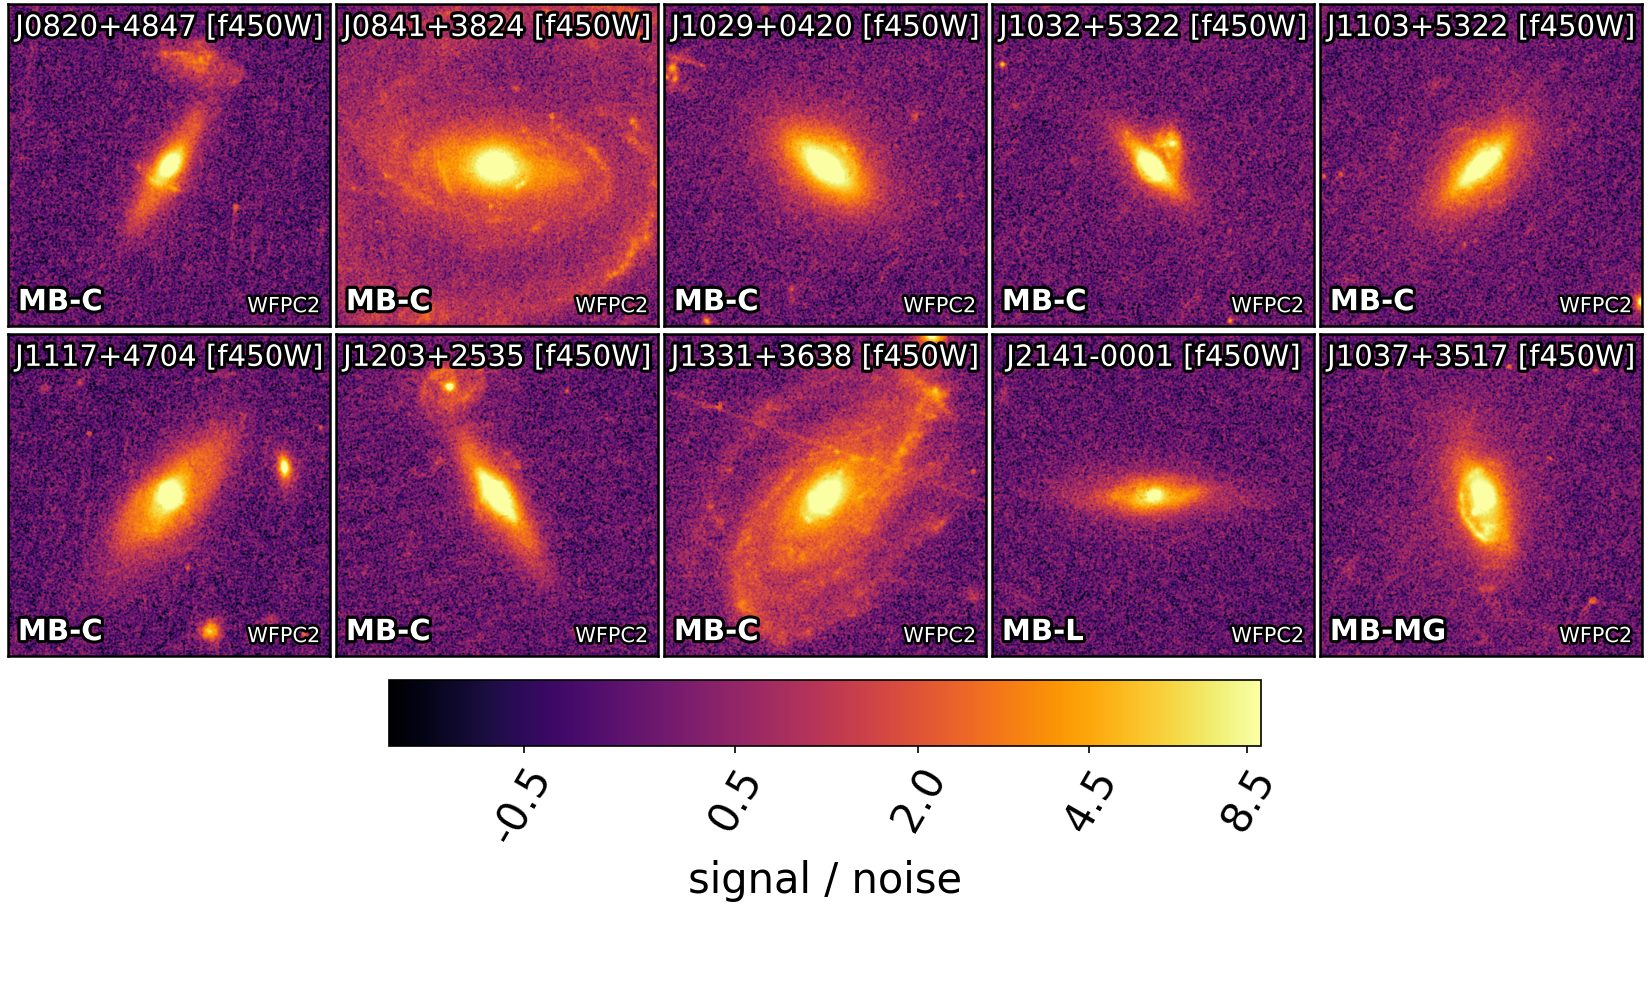 J0820+4847 [f450W]
MB-C
WFPC2
J0841+3824 [f450W]
MB-C
WFPC2
J1029+0420 [f450W]
MB-C
WFPC2
J1032+5322 [f450W]
MB-C
WFPC2
J1103+5322 [f450W]
MB-C
WFPC2
J1117+4704 [f450W]
MB-C
WFPC2
J1203+2535 [f450W]
MB-C
WFPC2
J1331+3638 [f450W]
MB-C
WFPC2
J2141-0001 [f450W]
MB-L
WFPC2
J1037+3517 [f450W]
MB-MG
WFPC2
-0.5
0.5
2.0
4.5
8.5
signal / noise